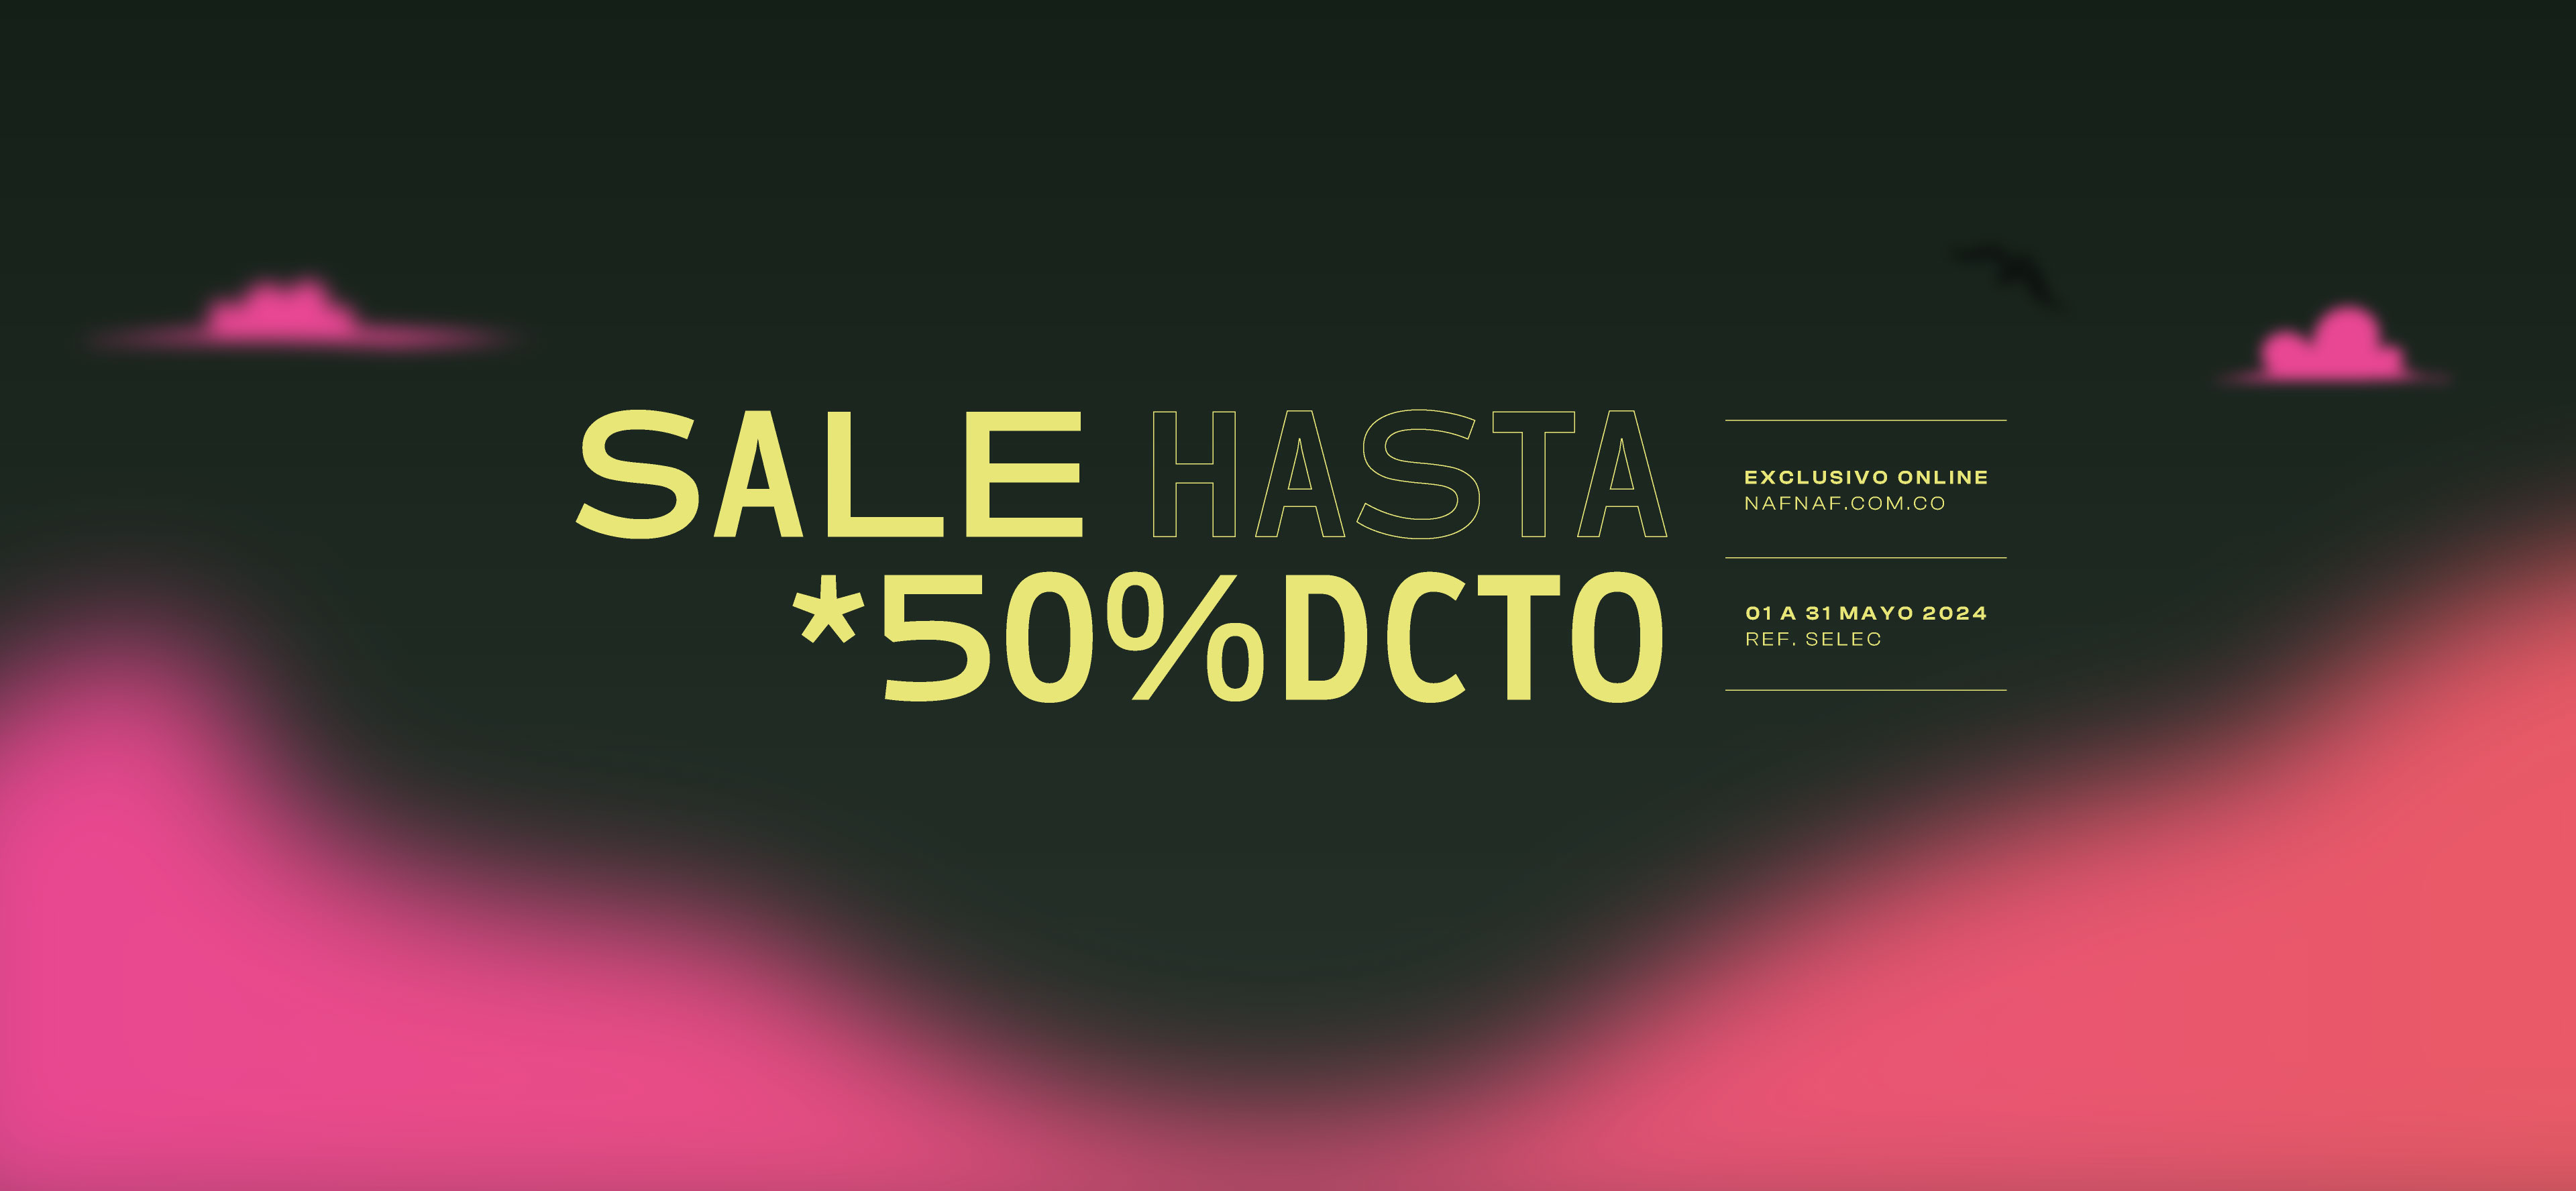 SALE HASTA
*50%DCTO
EXCLUSIVO ONLINE
NAFNAF.COM.CO
01 A 31 MAYO 2024
REF. SELEC